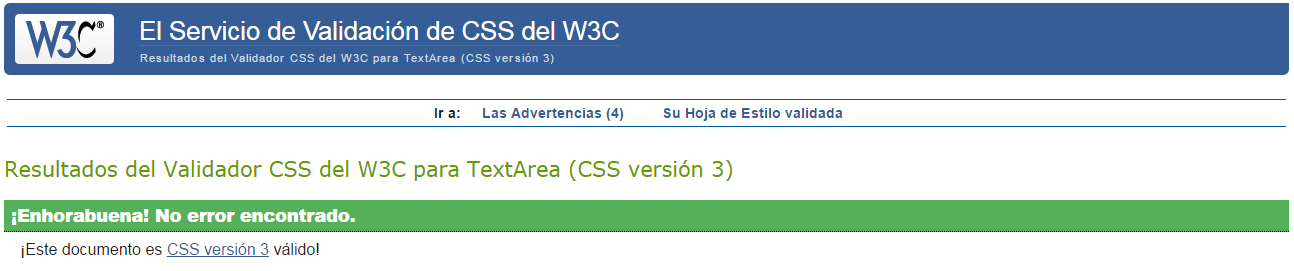 W3C® El Servicio de Validación de CSS del W3C
Resultados del Validador CSS del W3C para TextArea (CSS versión 3)
Ir a: Las Advertencias (4) Su Hoja de Estilo validada
Resultados del Validador CSS del W3C para TextArea (CSS versión 3)
¡Enhorabuena! No error encontrado.
¡Este documento es CSS versión 3 válido!